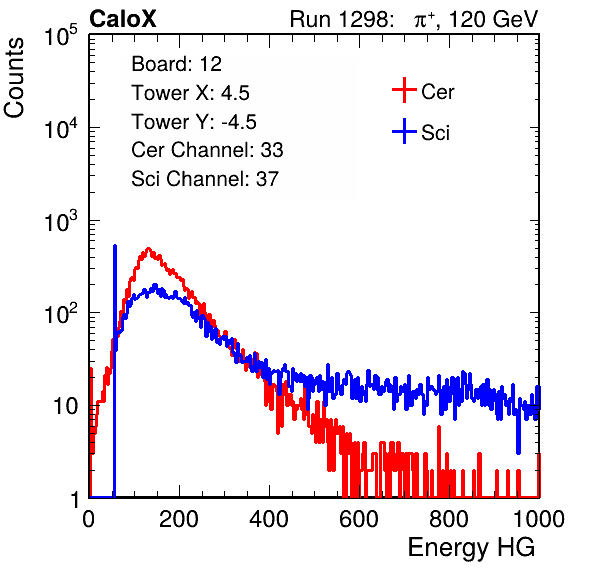 CaloX Run 1298: π⁺, 120 GeV
Counts
10⁵
10⁴
10³
10²
10
1
Board: 12
Tower X: 4.5
Tower Y: -4.5
Cer Channel: 33
Sci Channel: 37
Cer
Sci
0 200 400 600 800 1000
Energy HG